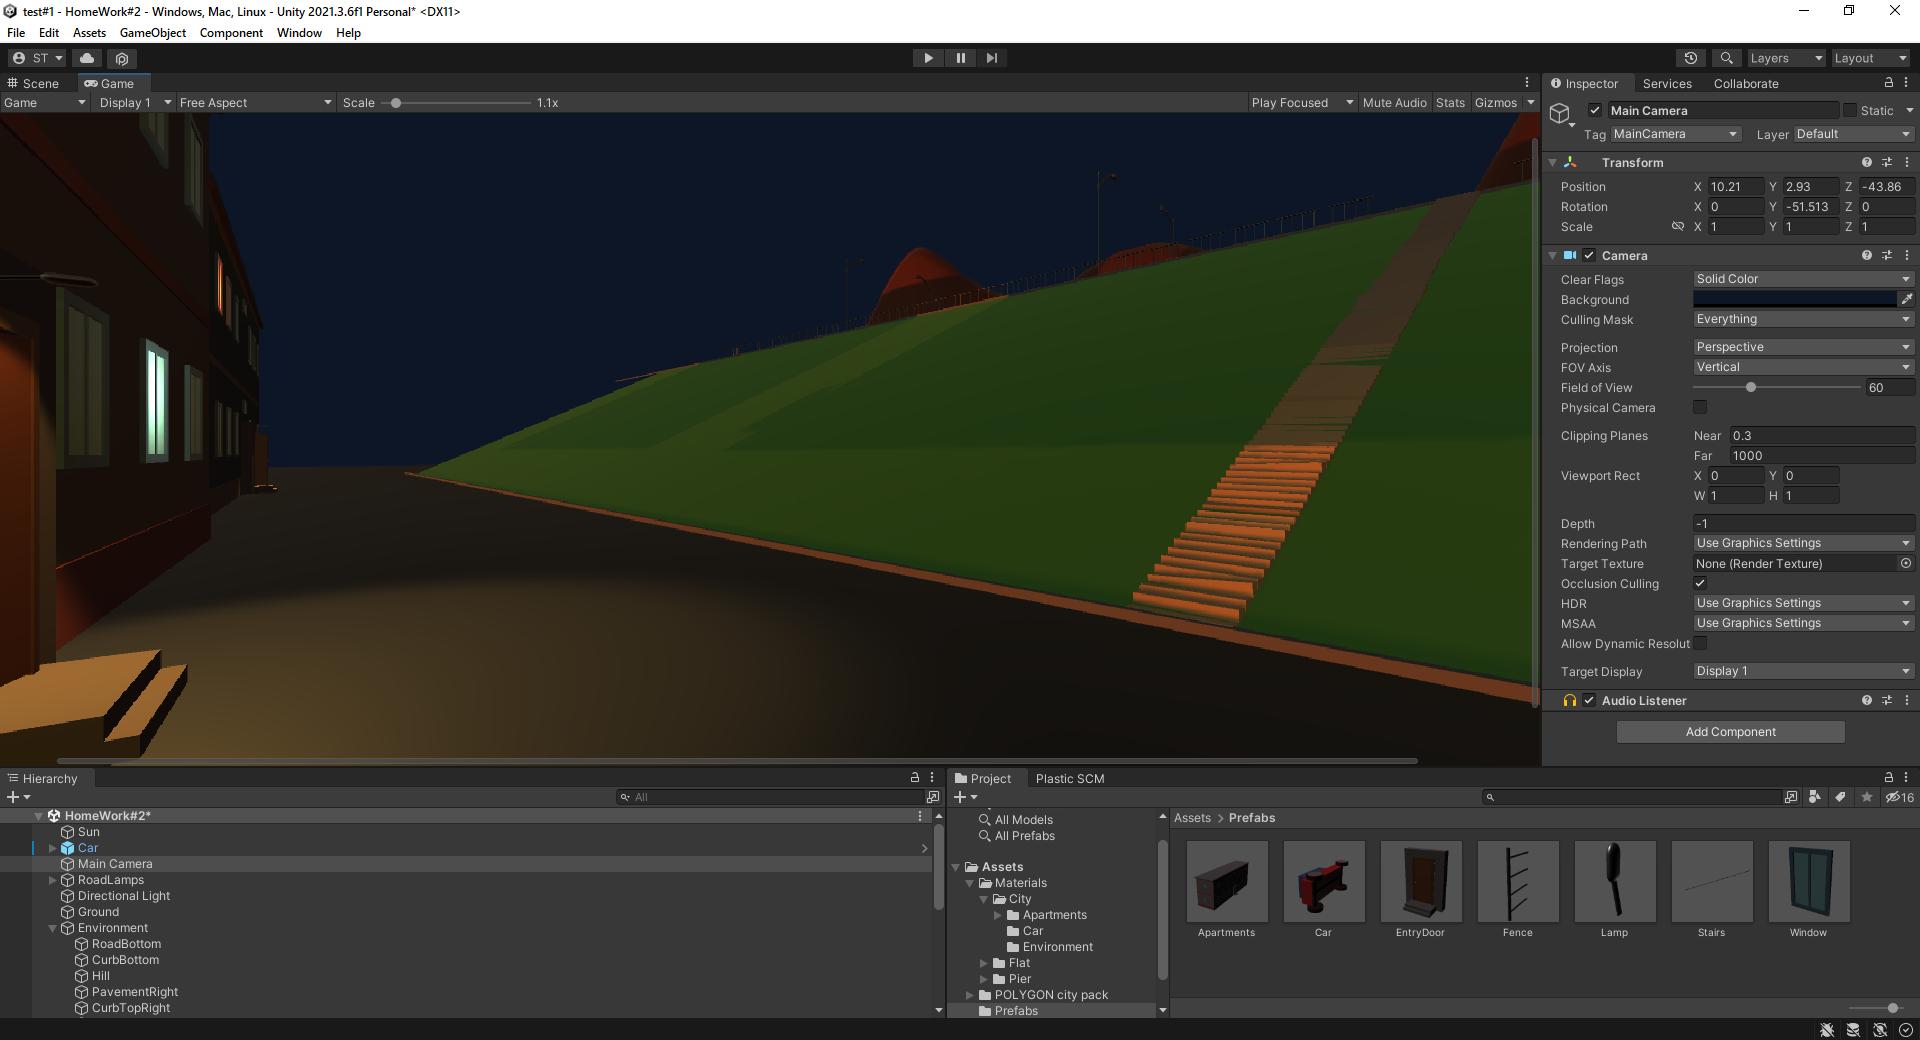 test#1 - HomeWork#2 - Windows, Mac, Linux - Unity 2021.3.6f1 Personal* <DX11>
File Edit Assets GameObject Component Window Help
ST Layers Layout
Scene Game
Game Display 1 Free Aspect Scale 1.1x Play Focused Mute Audio Stats Gizmos
Inspector Services Collaborate
Main Camera Static
Tag MainCamera Layer Default
Transform
Position X 10.21 Y 2.93 Z -43.86
Rotation X 0 Y -51.513 Z 0
Scale X 1 Y 1 Z 1
Camera
Clear Flags Solid Color
Background
Culling Mask Everything
Projection Perspective
FOV Axis Vertical
Field of View 60
Physical Camera
Clipping Planes Near 0.3
Far 1000
Viewport Rect X 0 Y 0
W 1 H 1
Depth -1
Rendering Path Use Graphics Settings
Target Texture None (Render Texture)
Occlusion Culling
HDR Use Graphics Settings
MSAA Use Graphics Settings
Allow Dynamic Resolut
Target Display Display 1
Audio Listener
Add Component
Hierarchy
All
HomeWork#2*
Sun
Car
Main Camera
RoadLamps
Directional Light
Ground
Environment
RoadBottom
CurbBottom
Hill
PavementRight
CurbTopRight
Project Plastic SCM
16
All Models
All Prefabs
Assets
Materials
City
Apartments
Car
Environment
Flat
Pier
POLYGON city pack
Prefabs
Assets > Prefabs
Apartments Car EntryDoor Fence Lamp Stairs Window